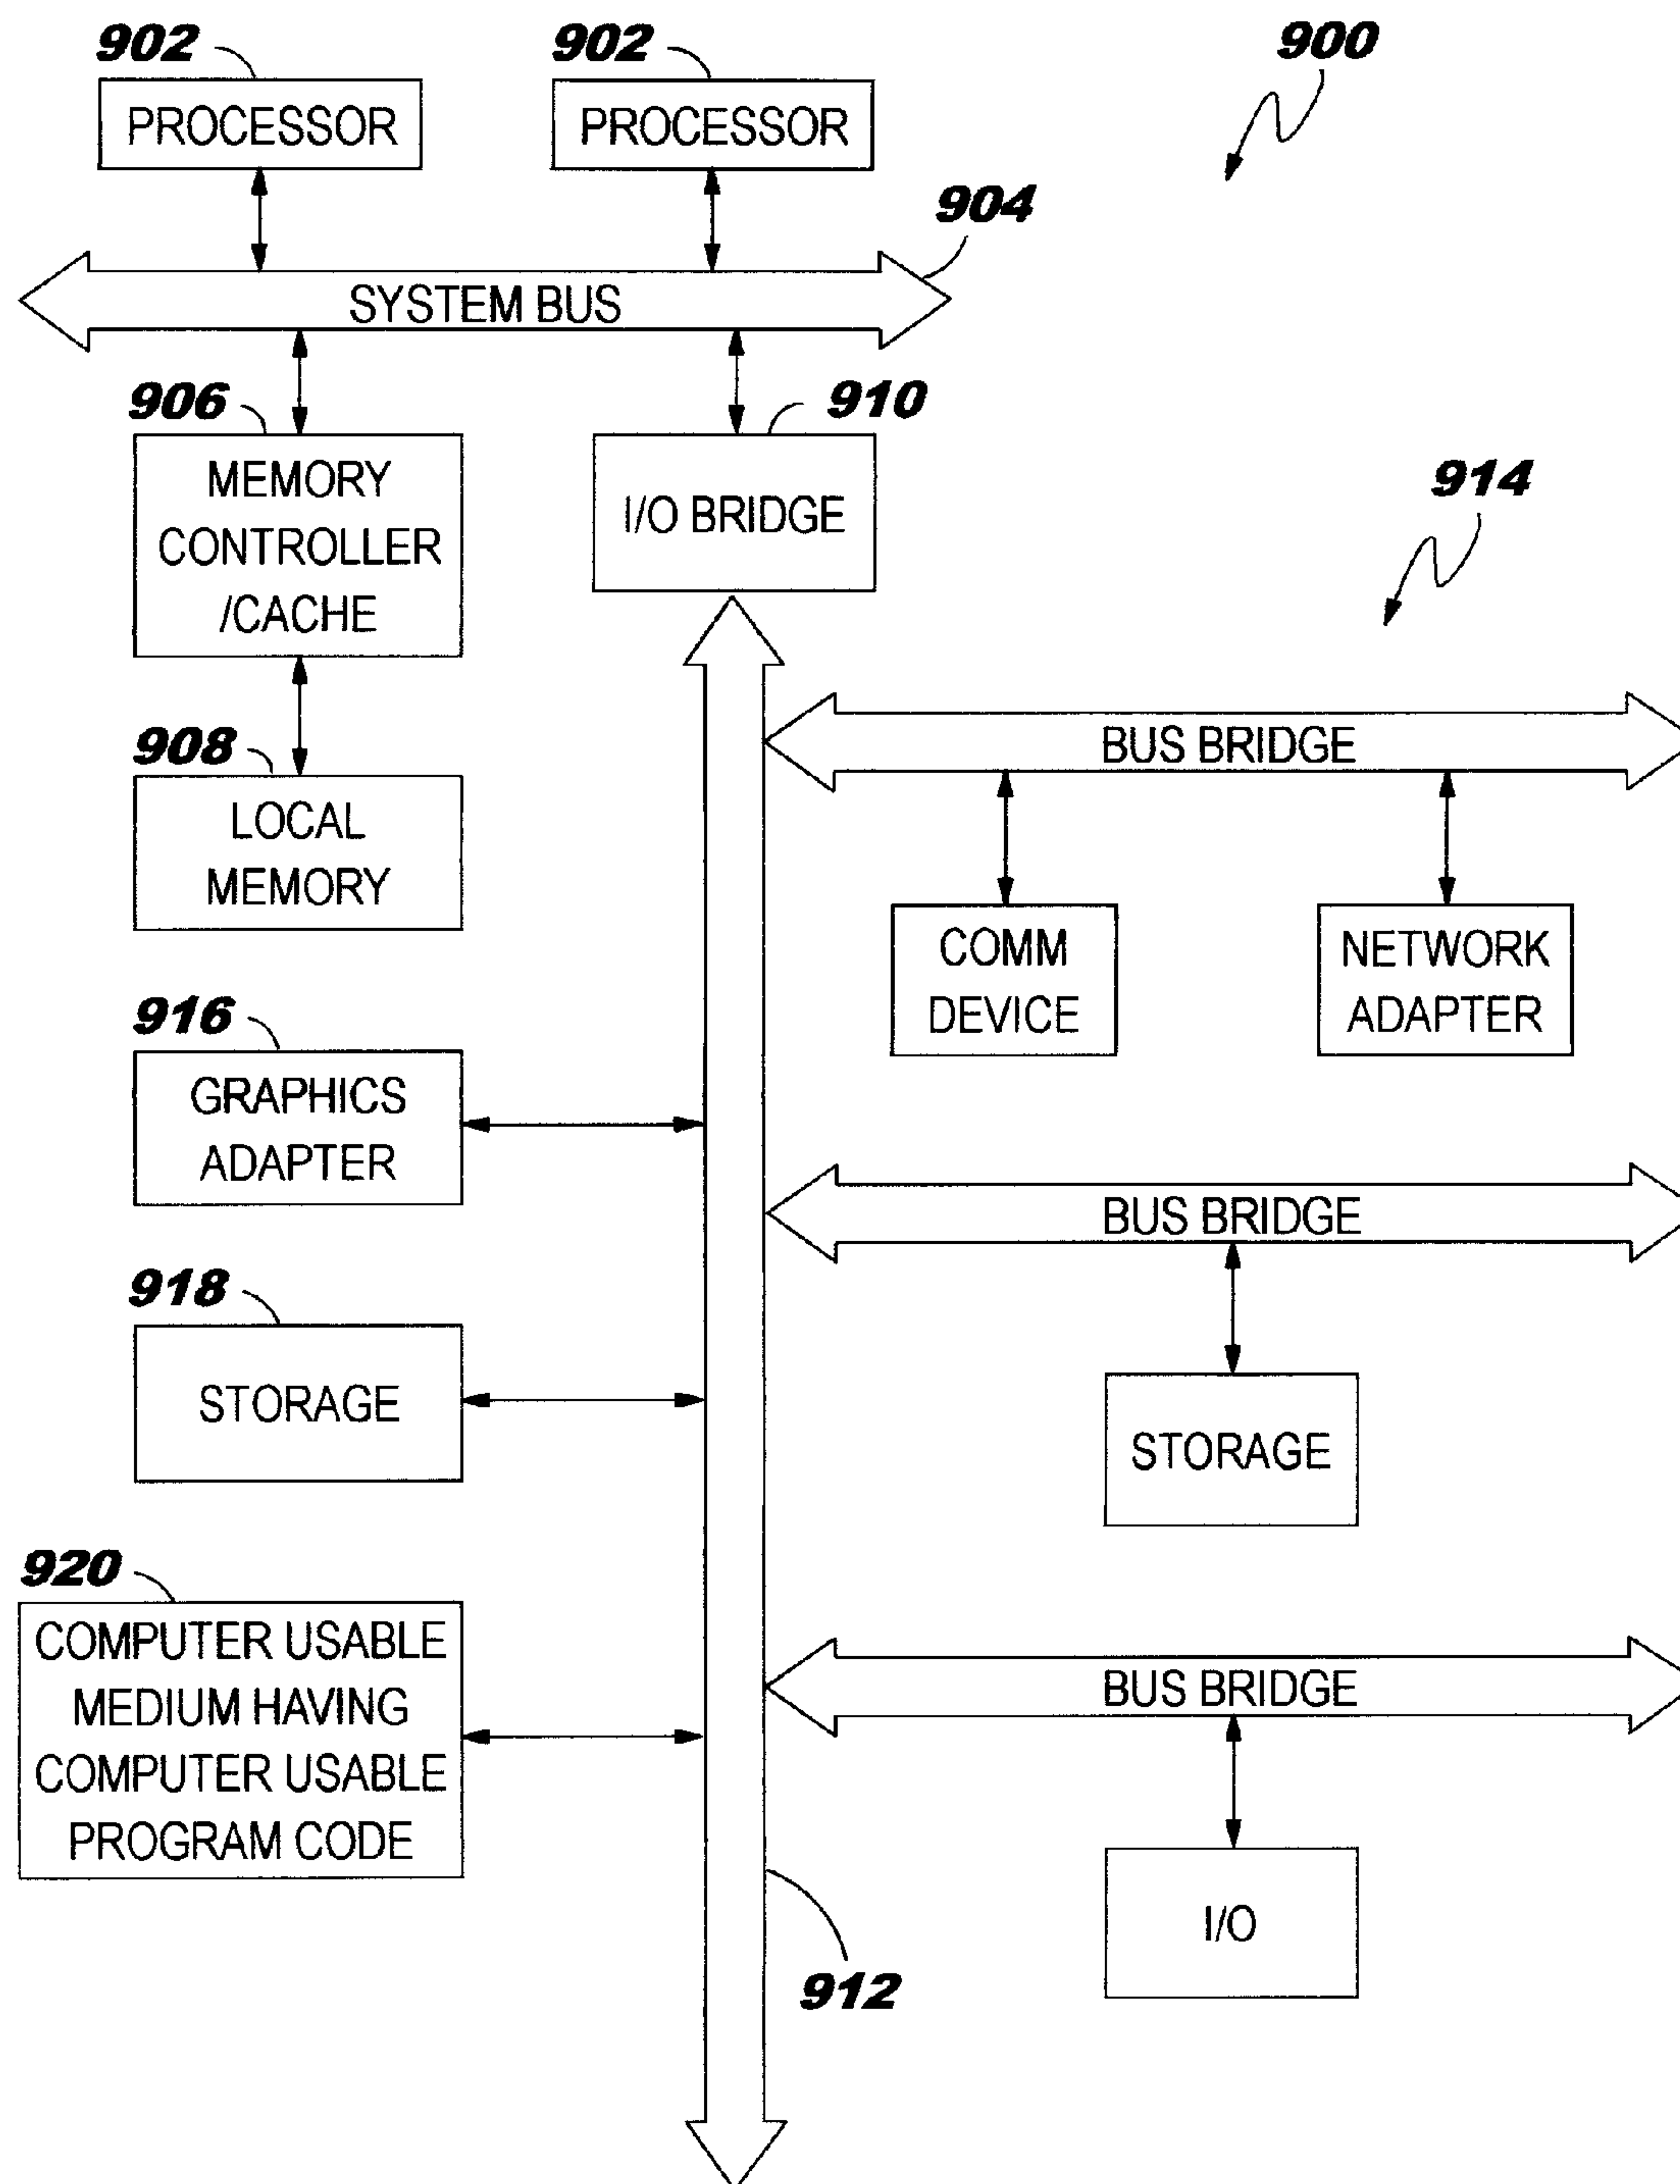 902
902
900
PROCESSOR
PROCESSOR
904
SYSTEM BUS
906
910
MEMORY
CONTROLLER
/CACHE
I/O BRIDGE
914
908
LOCAL
MEMORY
BUS BRIDGE
COMM
DEVICE
NETWORK
ADAPTER
916
GRAPHICS
ADAPTER
BUS BRIDGE
918
STORAGE
STORAGE
920
COMPUTER USABLE
MEDIUM HAVING
COMPUTER USABLE
PROGRAM CODE
BUS BRIDGE
I/O
912